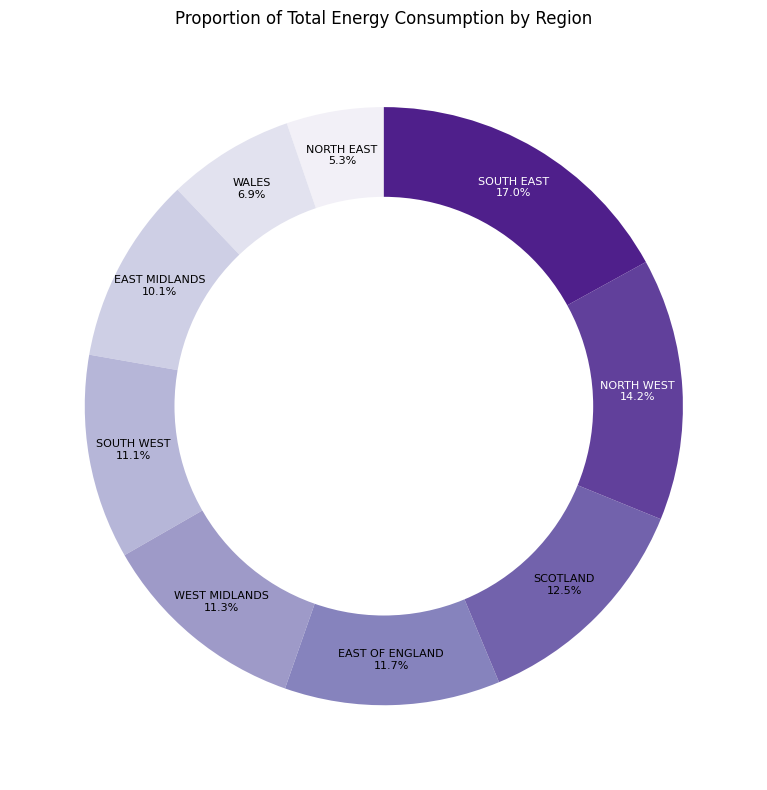 Proportion of Total Energy Consumption by Region
SOUTH EAST
17.0%
NORTH WEST
14.2%
SCOTLAND
12.5%
EAST OF ENGLAND
11.7%
WEST MIDLANDS
11.3%
SOUTH WEST
11.1%
EAST MIDLANDS
10.1%
WALES
6.9%
NORTH EAST
5.3%